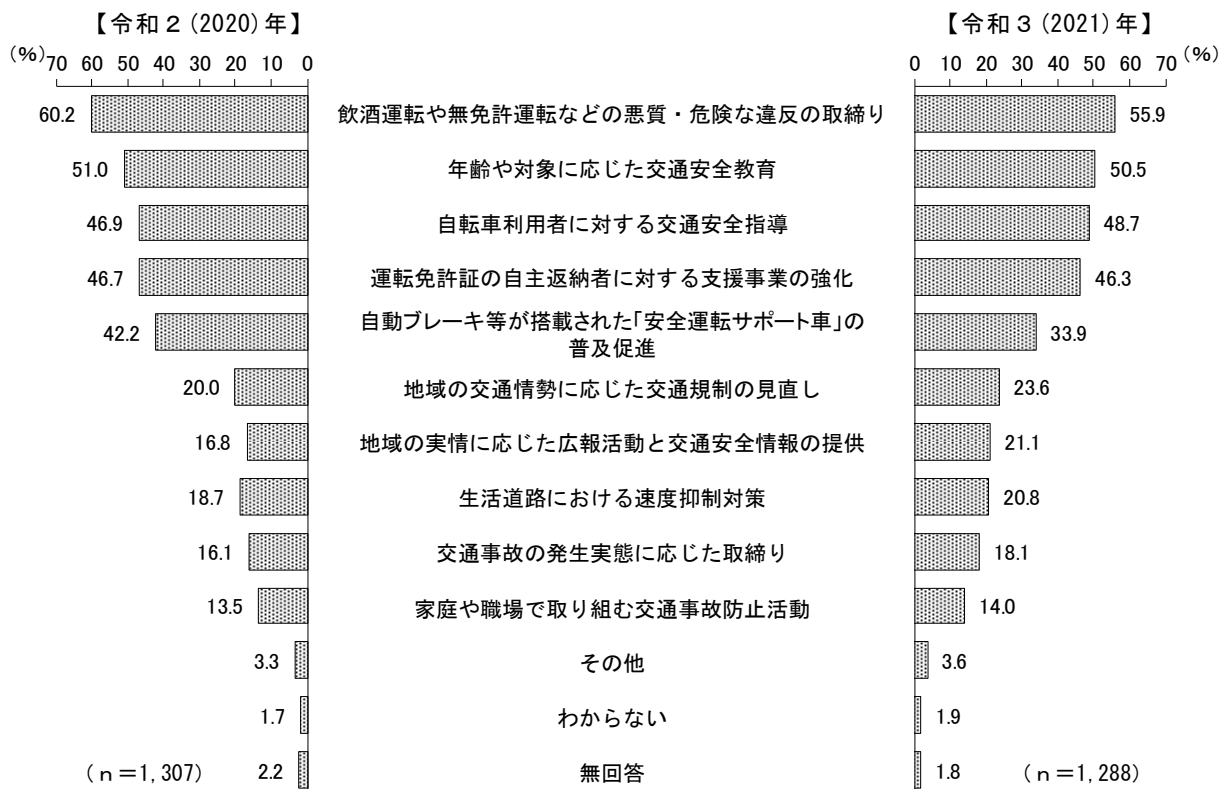 【令和２(2020)年】 【令和３(2021)年】
(%) 70 60 50 40 30 20 10 0 0 10 20 30 40 50 60 70 (%)
60.2 飲酒運転や無免許運転などの悪質・危険な違反の取締り 55.9
51.0 年齢や対象に応じた交通安全教育 50.5
46.9 自転車利用者に対する交通安全指導 48.7
46.7 運転免許証の自主返納者に対する支援事業の強化 46.3
42.2 自動ブレーキ等が搭載された「安全運転サポート車」の 33.9
普及促進
20.0 地域の交通情勢に応じた交通規制の見直し 23.6
16.8 地域の実情に応じた広報活動と交通安全情報の提供 21.1
18.7 生活道路における速度抑制対策 20.8
16.1 交通事故の発生実態に応じた取締り 18.1
13.5 家庭や職場で取り組む交通事故防止活動 14.0
3.3 その他 3.6
1.7 わからない 1.9
(ｎ＝1,307) 2.2 無回答 1.8 (ｎ＝1,288)